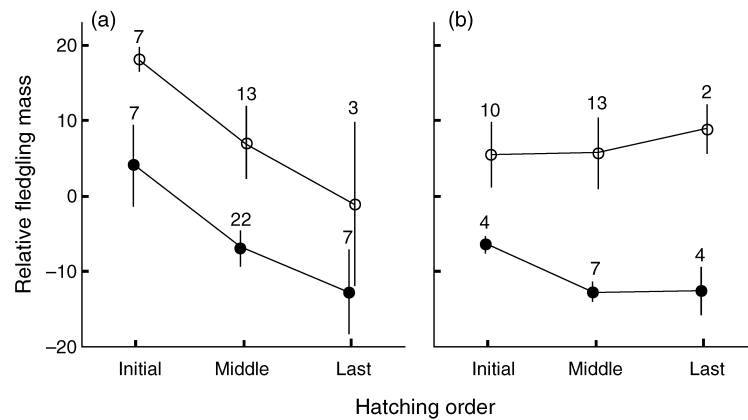 (a)
(b)
Relative fledgling mass
20
10
0
−10
−20
7
13
3
7
22
7
10
13
2
4
7
4
Initial Middle Last
Initial Middle Last
Hatching order